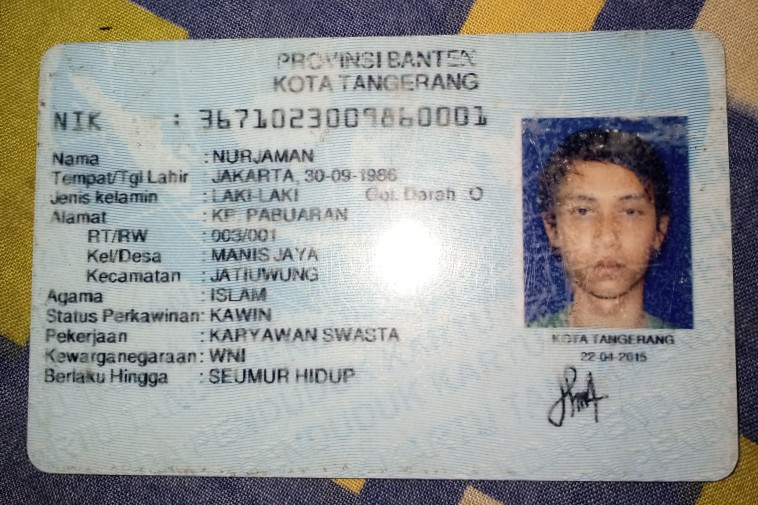 PROVINSI BANTEN
KOTA TANGERANG
NIK : 3671023009860001
Nama : NURJAMAN
Tempat/Tgl Lahir : JAKARTA, 30-09-1986
Jenis kelamin : LAKI-LAKI Gol. Darah O
Alamat : KP. PABUARAN
RT/RW : 003/001
Kel/Desa : MANIS JAYA
Kecamatan : JATIUWUNG
Agama : ISLAM
Status Perkawinan: KAWIN
Pekerjaan : KARYAWAN SWASTA
Kewarganegaraan: WNI
Berlaku Hingga : SEUMUR HIDUP
KOTA TANGERANG
22-04-2015